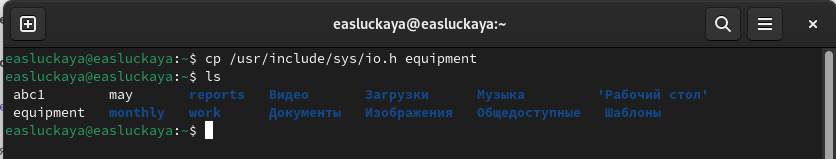 easluckaya@easluckaya:~
easluckaya@easluckaya:~$ cp /usr/include/sys/io.h equipment
easluckaya@easluckaya:~$ ls
abc1 may reports Видео Загрузки Музыка 'Рабочий стол'
equipment monthly work Документы Изображения Общедоступные Шаблоны
easluckaya@easluckaya:~$